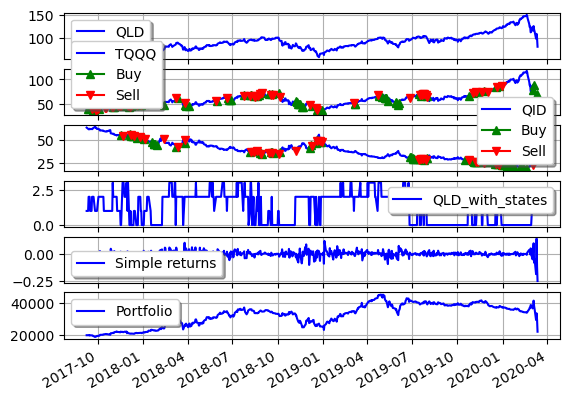 150
100
QLD
TQQQ
Buy
Sell
100
50
QID
Buy
Sell
50
25
2.5
0.0
QLD_with_states
0.00
−0.25
Simple returns
40000
20000
Portfolio
2017-10
2018-01
2018-04
2018-07
2018-10
2019-01
2019-04
2019-07
2019-10
2020-01
2020-04